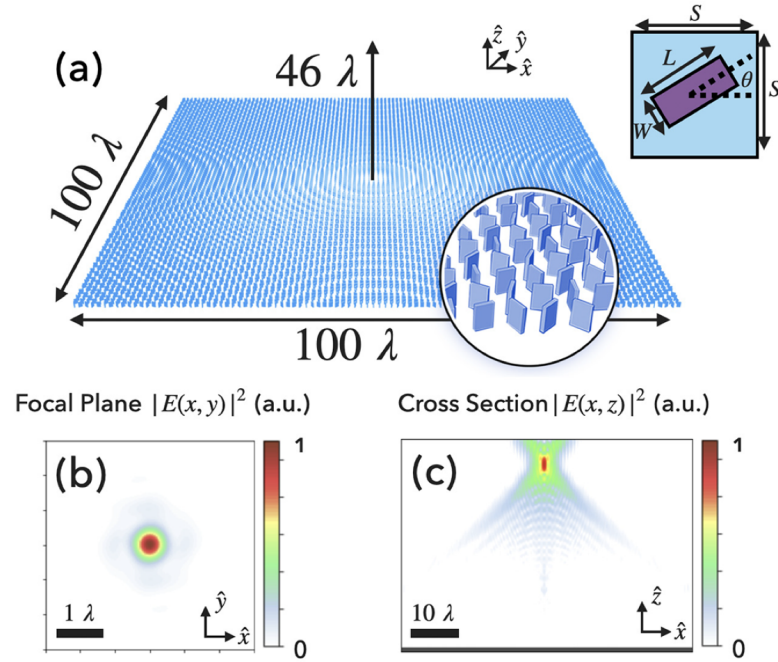 (a)
46 λ
ẑ ŷ
x̂
S
L
θ
S
W
100 λ
100 λ
Focal Plane |E(x, y)|² (a.u.)
Cross Section |E(x, z)|² (a.u.)
(b)
1
ŷ
1 λ
x̂
0
(c)
1
ẑ
10 λ
x̂
0